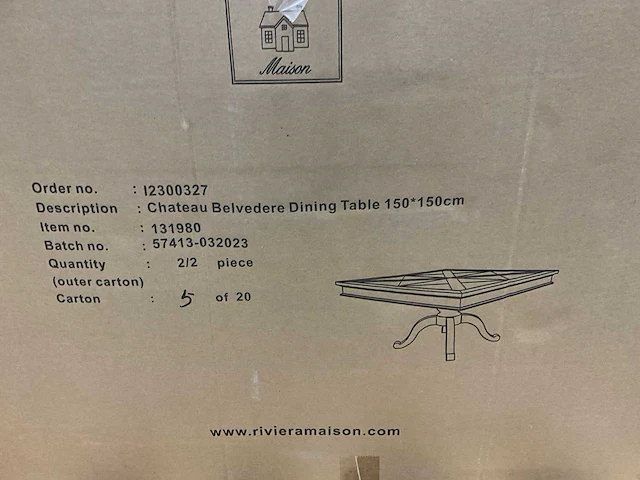 Maison
Order no. : I2300327
Description : Chateau Belvedere Dining Table 150*150cm
Item no. : 131980
Batch no. : 57413-032023
Quantity : 2/2 piece
(outer carton)
Carton : 5 of 20
www.rivieramaison.com